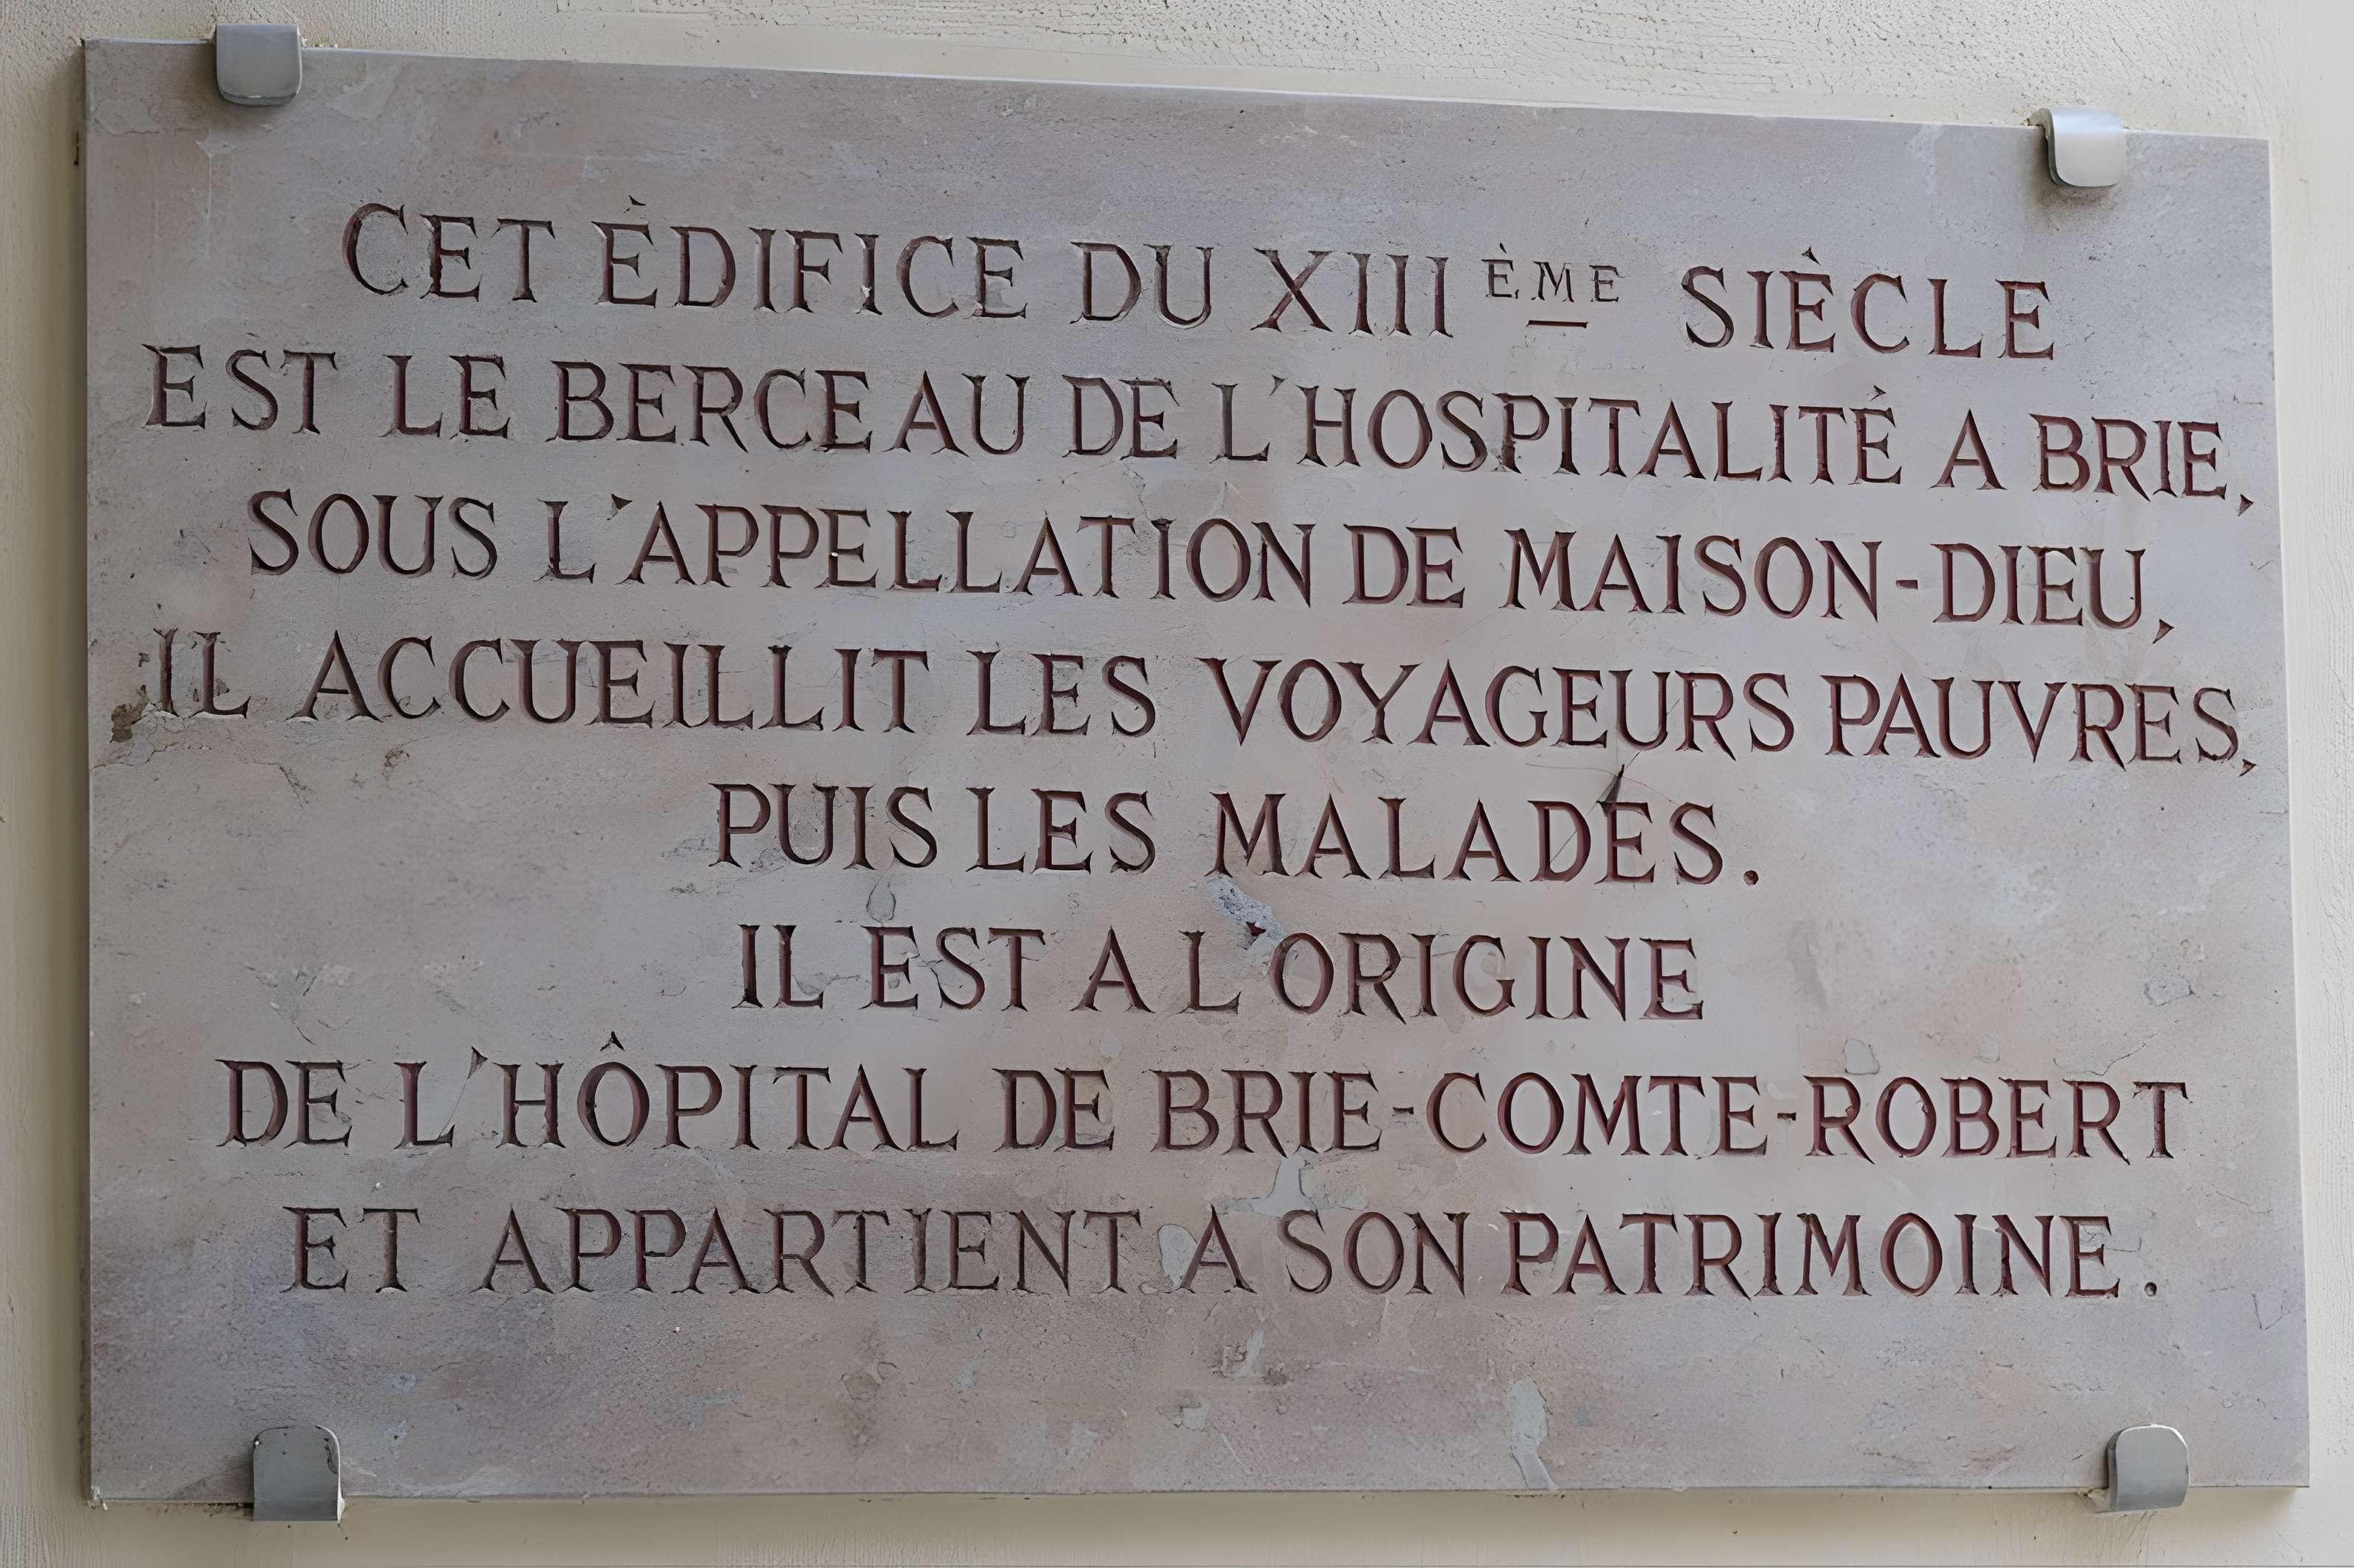 CET ÉDIFICE DU XIII ÈME SIÈCLE
EST LE BERCEAU DE L'HOSPITALITÉ A BRIE,
SOUS L'APPELLATION DE MAISON-DIEU,
IL ACCUEILLIT LES VOYAGEURS PAUVRES,
PUIS LES MALADES.
IL EST A L'ORIGINE
DE L'HÔPITAL DE BRIE-COMTE-ROBERT
ET APPARTIENT A SON PATRIMOINE.